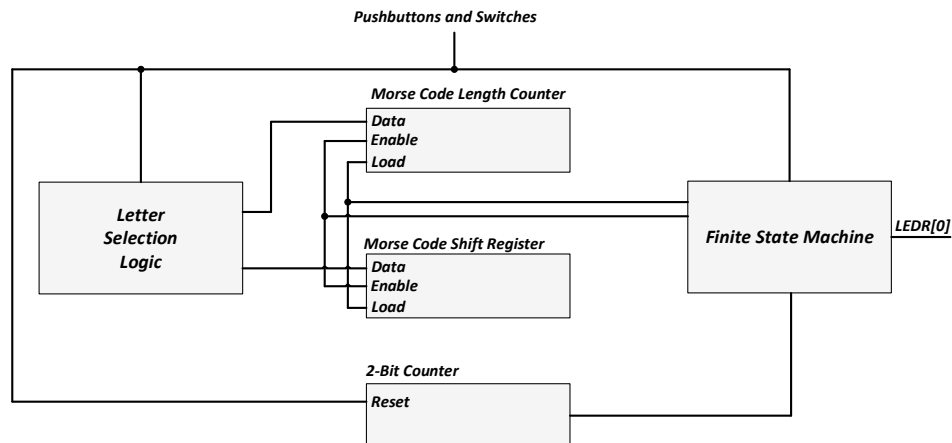 Pushbuttons and Switches
Morse Code Length Counter
Data
Enable
Load
Letter
Selection
Logic
Finite State Machine
LEDR[0]
Morse Code Shift Register
Data
Enable
Load
2-Bit Counter
Reset